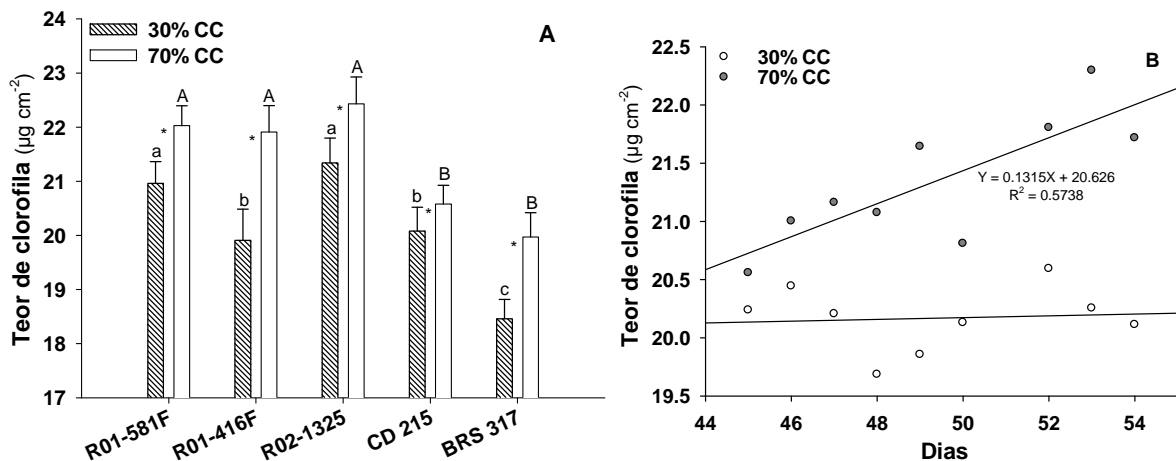 A
30% CC
70% CC
Teor de clorofila (µg cm-2)
24
23
22
21
20
19
18
17
a
*
A
b
*
A
a
*
A
b
*
B
c
*
B
R01-581F
R01-416F
R02-1325
CD 215
BRS 317
B
30% CC
70% CC
Teor de clorofila (µg cm-2)
22.5
22.0
21.5
21.0
20.5
20.0
19.5
Y = 0.1315X + 20.626
R2 = 0.5738
44
46
48
50
52
54
Dias